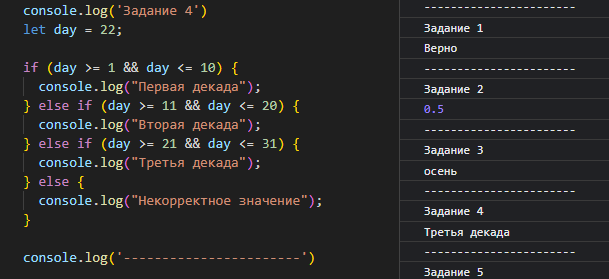 console.log('Задание 4')
let day = 22;
if (day >= 1 && day <= 10) {
console.log("Первая декада");
} else if (day >= 11 && day <= 20) {
console.log("Вторая декада");
} else if (day >= 21 && day <= 31) {
console.log("Третья декада");
} else {
console.log("Некорректное значение");
}
console.log('-----------------------')
-----------------------
Задание 1
Верно
-----------------------
Задание 2
0.5
-----------------------
Задание 3
осень
-----------------------
Задание 4
Третья декада
-----------------------
Задание 5